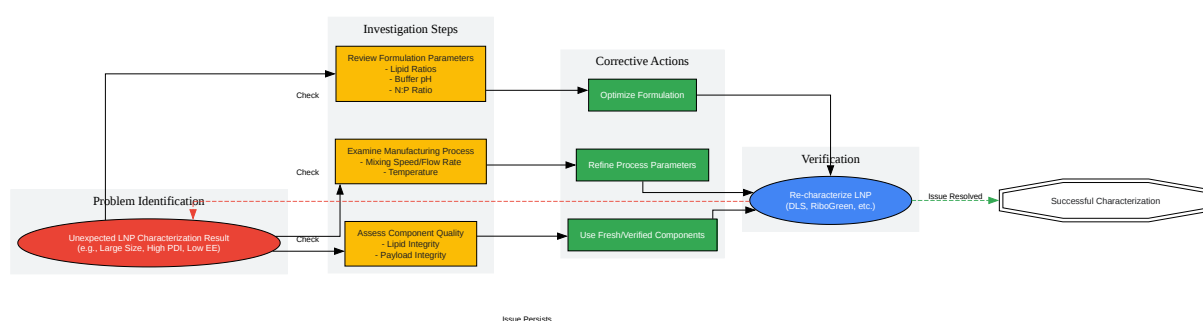 Investigation Steps
Review Formulation Parameters
- Lipid Ratios
- Buffer pH
- N:P Ratio
Check
Examine Manufacturing Process
- Mixing Speed/Flow Rate
- Temperature
Check
Assess Component Quality
- Lipid Integrity
- Payload Integrity
Check
Problem Identification
Unexpected LNP Characterization Result
(e.g., Large Size, High PDI, Low EE)
Corrective Actions
Optimize Formulation
Refine Process Parameters
Use Fresh/Verified Components
Verification
Re-characterize LNP
(DLS, RiboGreen, etc.)
Issue Resolved
Successful Characterization
Issue Persists